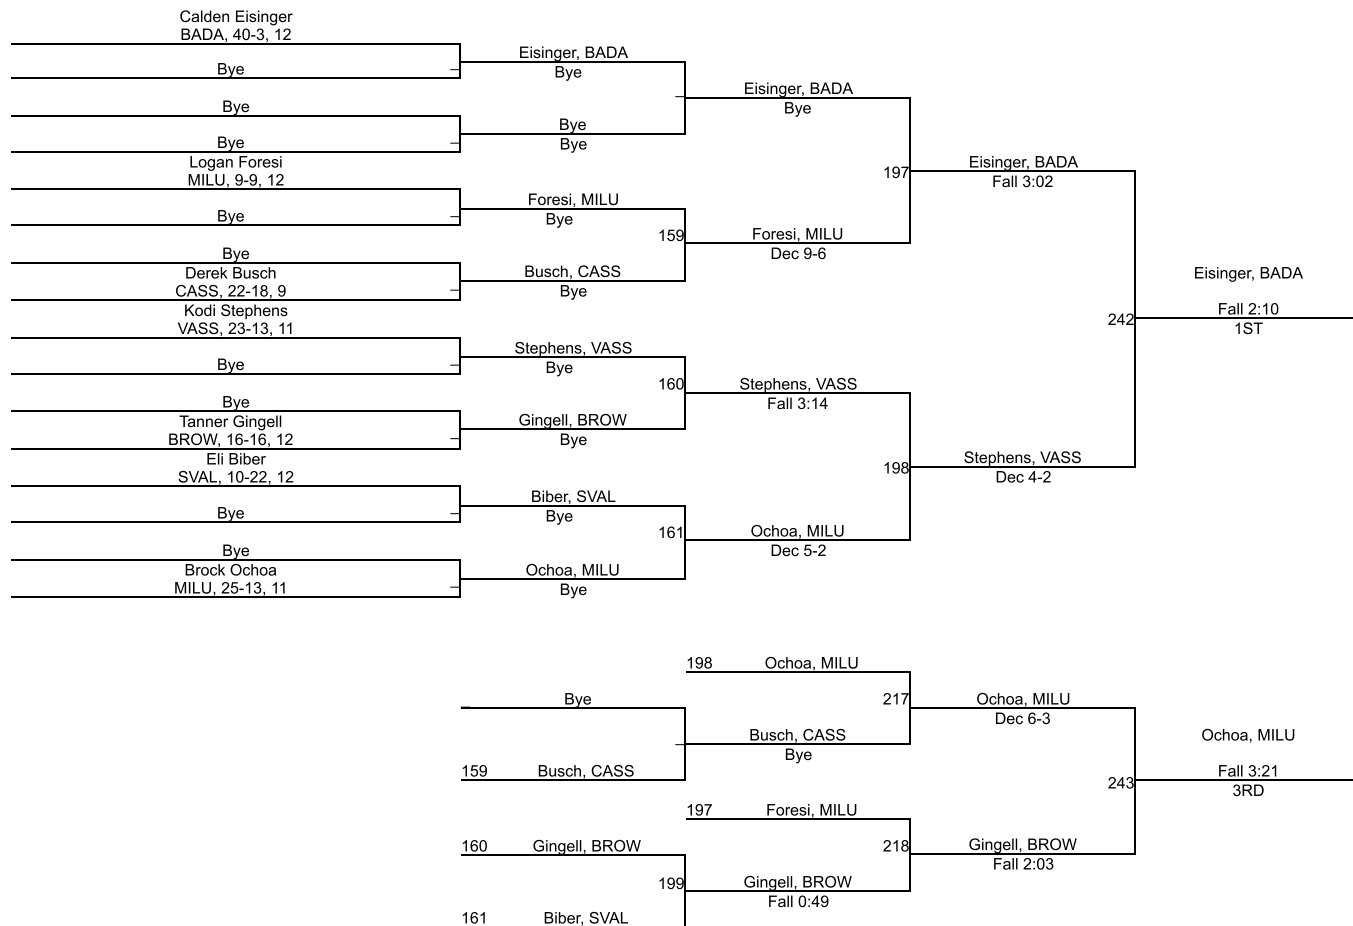 Calden Eisinger
BADA, 40-3, 12
Bye
Bye
Bye
Logan Foresi
MILU, 9-9, 12
Bye
Bye
Derek Busch
CASS, 22-18, 9
Kodi Stephens
VASS, 23-13, 11
Bye
Bye
Tanner Gingell
BROW, 16-16, 12
Eli Biber
SVAL, 10-22, 12
Bye
Bye
Brock Ochoa
MILU, 25-13, 11
Eisinger, BADA
Bye
Bye
Bye
Foresi, MILU
Bye
Busch, CASS
Bye
Stephens, VASS
Bye
Gingell, BROW
Bye
Biber, SVAL
Bye
Ochoa, MILU
Bye
Eisinger, BADA
Bye
159
Foresi, MILU
Dec 9-6
160
Stephens, VASS
Fall 3:14
161
Ochoa, MILU
Dec 5-2
197
Eisinger, BADA
Fall 3:02
198
Stephens, VASS
Dec 4-2
242
Eisinger, BADA
Fall 2:10
1ST
Bye
159 Busch, CASS
160 Gingell, BROW
161 Biber, SVAL
198 Ochoa, MILU
Busch, CASS
Bye
197 Foresi, MILU
199
Gingell, BROW
Fall 0:49
217
Ochoa, MILU
Dec 6-3
218
Gingell, BROW
Fall 2:03
243
Ochoa, MILU
Fall 3:21
3RD